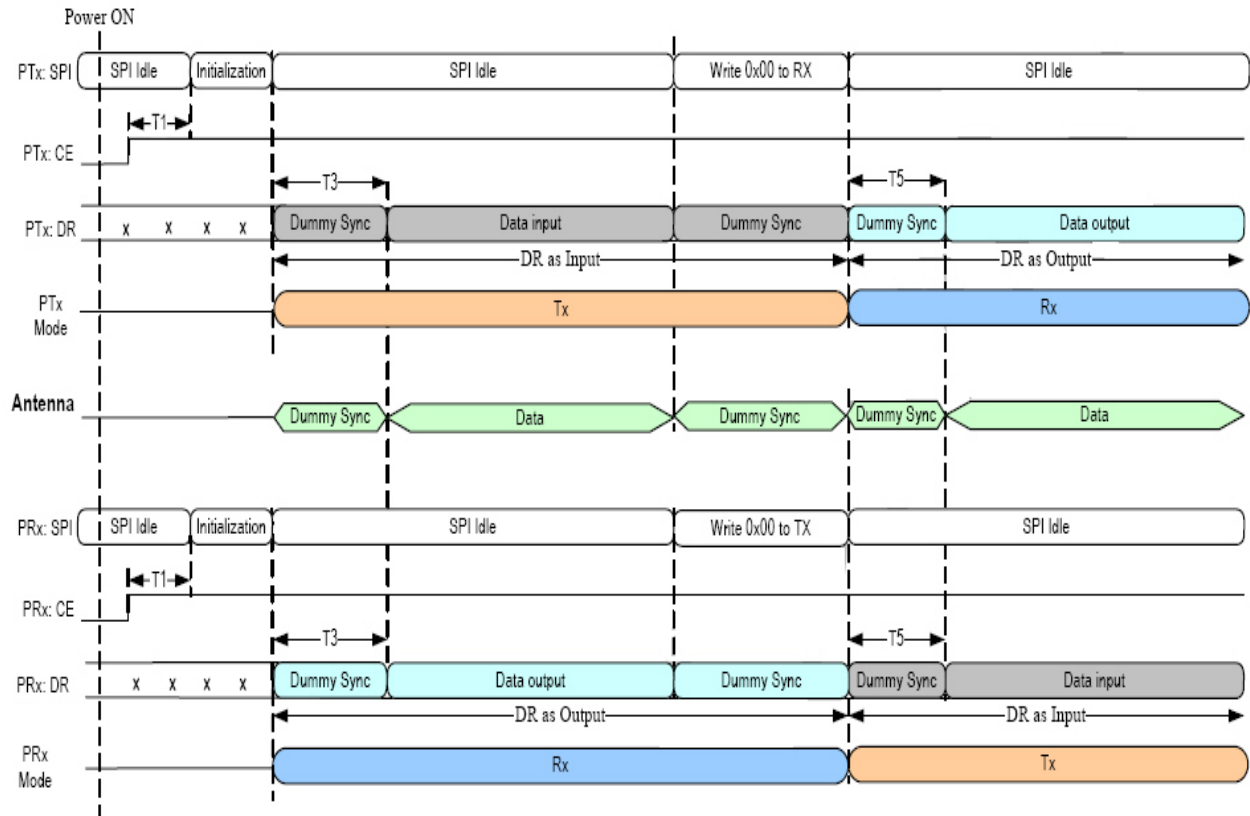 Power ON
PTx: SPI SPI Idle Initialization SPI Idle Write 0x00 to RX SPI Idle
T1
PTx: CE
T3 T5
PTx: DR x x x x Dummy Sync Data input Dummy Sync Dummy Sync Data output
DR as Input DR as Output
PTx
Mode
Tx Rx
Antenna Dummy Sync Data Dummy Sync Dummy Sync Data
PRx: SPI SPI Idle Initialization SPI Idle Write 0x00 to TX SPI Idle
T1
PRx: CE
T3 T5
PRx: DR x x x x Dummy Sync Data output Dummy Sync Dummy Sync Data input
DR as Output DR as Input
PRx
Mode
Rx Tx